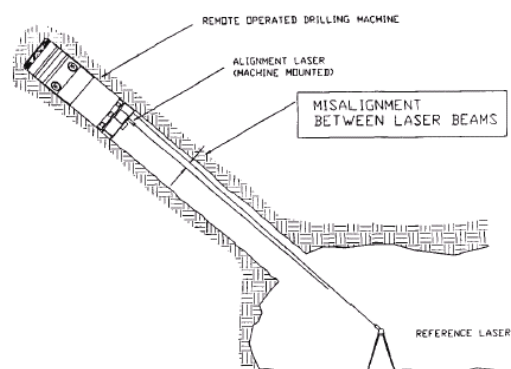 REMOTE OPERATED DRILLING MACHINE
ALIGNMENT LASER
(MACHINE MOUNTED)
MISALIGNMENT
BETWEEN LASER BEAMS
REFERENCE LASER